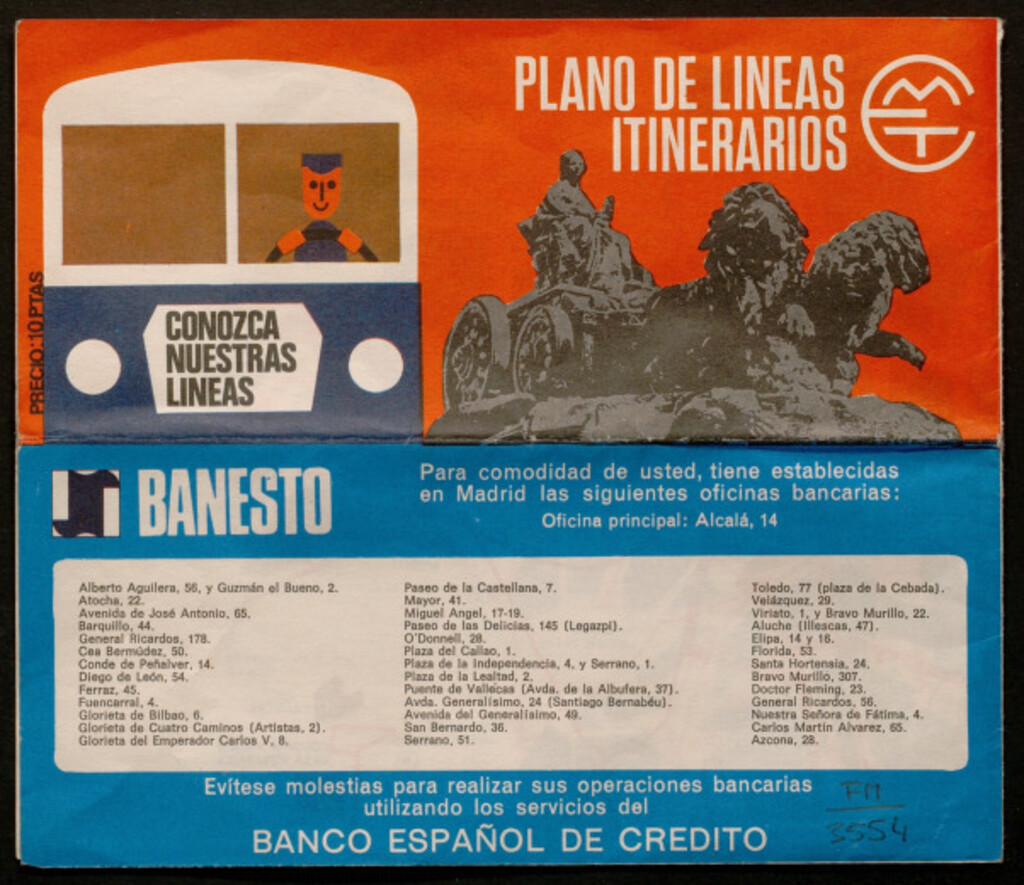 PLANO DE LINEAS
ITINERARIOS
EMT
PRECIO: 10 PTAS
CONOZCA
NUESTRAS
LINEAS
BANESTO
Para comodidad de usted, tiene establecidas
en Madrid las siguientes oficinas bancarias:
Oficina principal: Alcalá, 14
Alberto Aguilera, 56, y Guzmán el Bueno, 2.
Atocha, 22.
Avenida de José Antonio, 65.
Barquillo, 44.
General Ricardos, 178.
Cea Bermúdez, 50.
Conde de Peñalver, 14.
Diego de León, 54.
Ferraz, 45.
Fuencarral, 4.
Glorieta de Bilbao, 6.
Glorieta de Cuatro Caminos (Artistas, 2).
Glorieta del Emperador Carlos V, 8.
Paseo de la Castellana, 7.
Mayor, 41.
Miguel Angel, 17-19.
Paseo de las Delicias, 145 (Legazpi).
O'Donnell, 28.
Plaza del Callao, 1.
Plaza de la Independencia, 4, y Serrano, 1.
Plaza de la Lealtad, 2.
Puente de Vallecas (Avda. de la Albufera, 37).
Avda. Generalísimo, 24 (Santiago Bernabéu).
Avenida del Generalísimo, 49.
San Bernardo, 36.
Serrano, 51.
Toledo, 77 (plaza de la Cebada).
Velázquez, 29.
Viriato, 1, y Bravo Murillo, 22.
Aluche (Illescas, 47).
Elipa, 14 y 16.
Florida, 53.
Santa Hortensia, 24.
Bravo Murillo, 307.
Doctor Fleming, 23.
General Ricardos, 56.
Nuestra Señora de Fátima, 4.
Carlos Martín Alvarez, 65.
Azcona, 28.
Evítese molestias para realizar sus operaciones bancarias
utilizando los servicios del
BANCO ESPAÑOL DE CREDITO
FM
3554